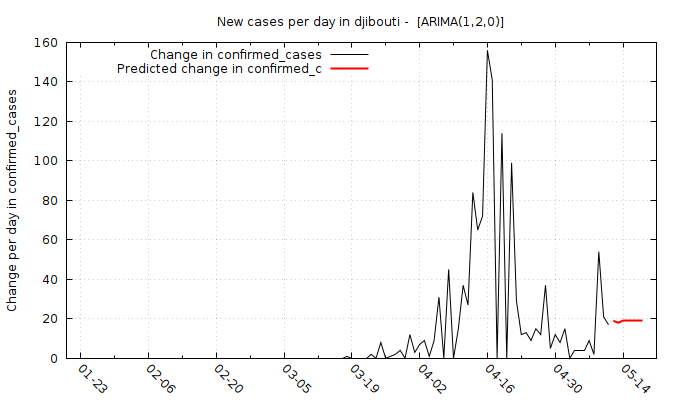 New cases per day in djibouti -  [ARIMA(1,2,0)]
Change in confirmed_cases
Predicted change in confirmed_c
Change per day in confirmed_cases
160
140
120
100
80
60
40
20
0
01-23 02-06 02-20 03-05 03-19 04-02 04-16 04-30 05-14